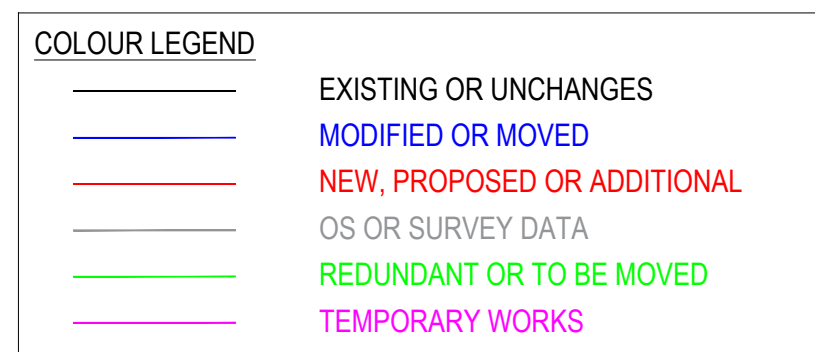 COLOUR LEGEND
EXISTING OR UNCHANGES
MODIFIED OR MOVED
NEW, PROPOSED OR ADDITIONAL
OS OR SURVEY DATA
REDUNDANT OR TO BE MOVED
TEMPORARY WORKS